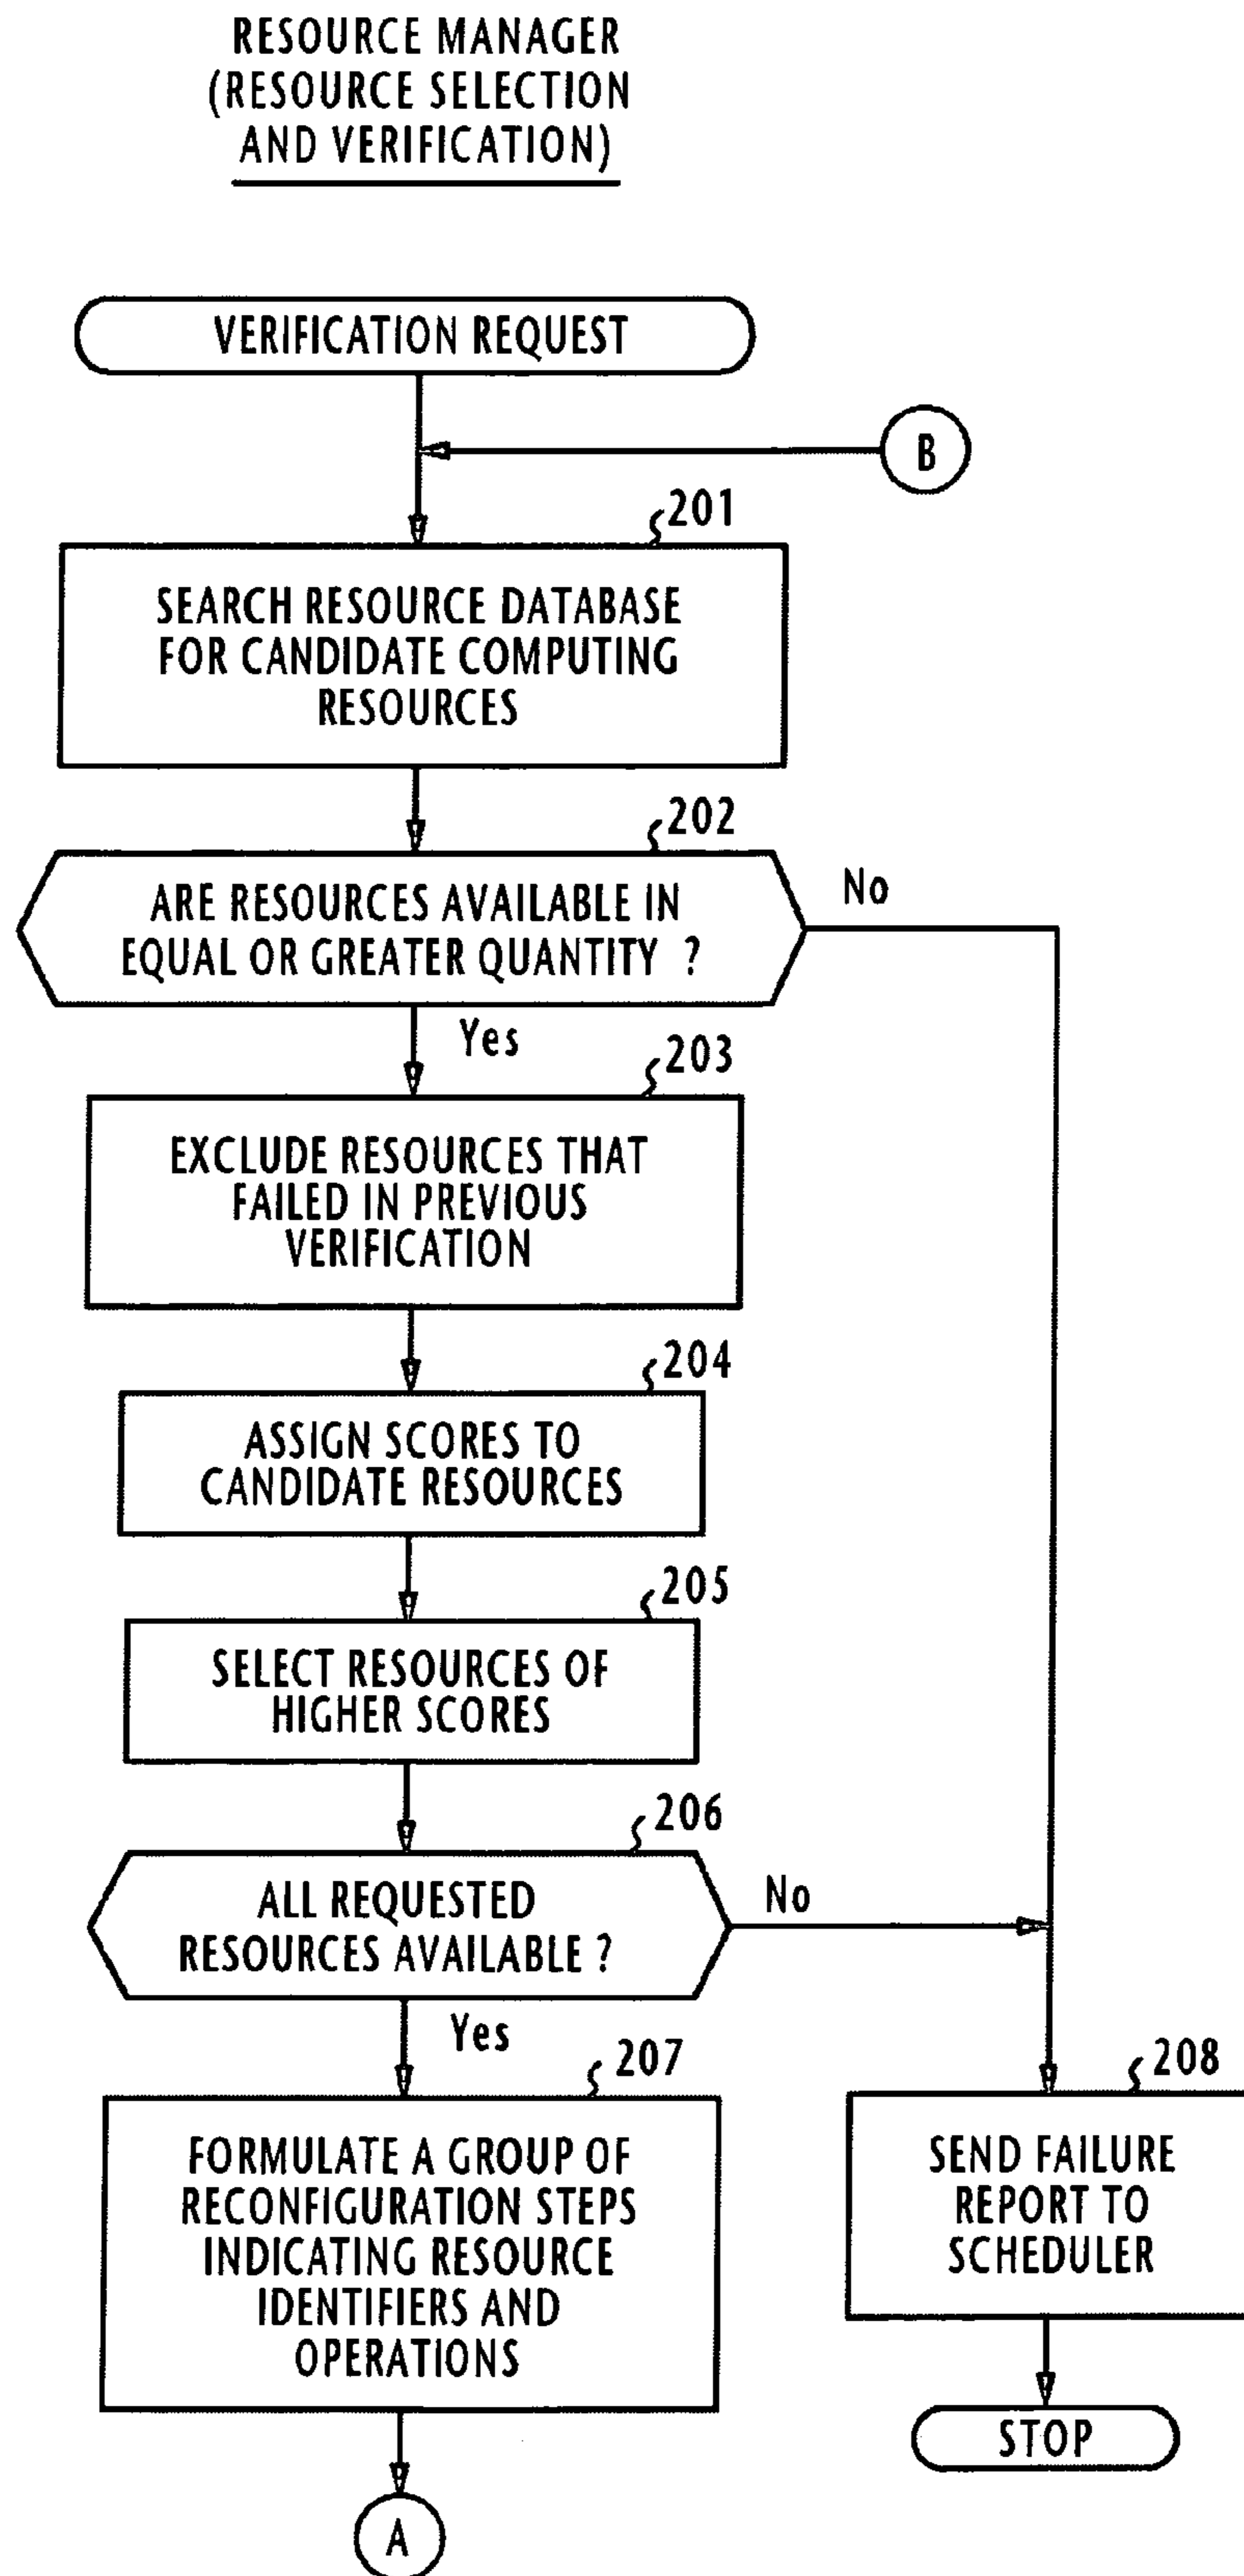 RESOURCE MANAGER
(RESOURCE SELECTION
AND VERIFICATION)
VERIFICATION REQUEST
B
201
SEARCH RESOURCE DATABASE
FOR CANDIDATE COMPUTING
RESOURCES
202
ARE RESOURCES AVAILABLE IN
EQUAL OR GREATER QUANTITY ?
No
Yes
203
EXCLUDE RESOURCES THAT
FAILED IN PREVIOUS
VERIFICATION
204
ASSIGN SCORES TO
CANDIDATE RESOURCES
205
SELECT RESOURCES OF
HIGHER SCORES
206
ALL REQUESTED
RESOURCES AVAILABLE ?
No
Yes
207
FORMULATE A GROUP OF
RECONFIGURATION STEPS
INDICATING RESOURCE
IDENTIFIERS AND
OPERATIONS
208
SEND FAILURE
REPORT TO
SCHEDULER
STOP
A